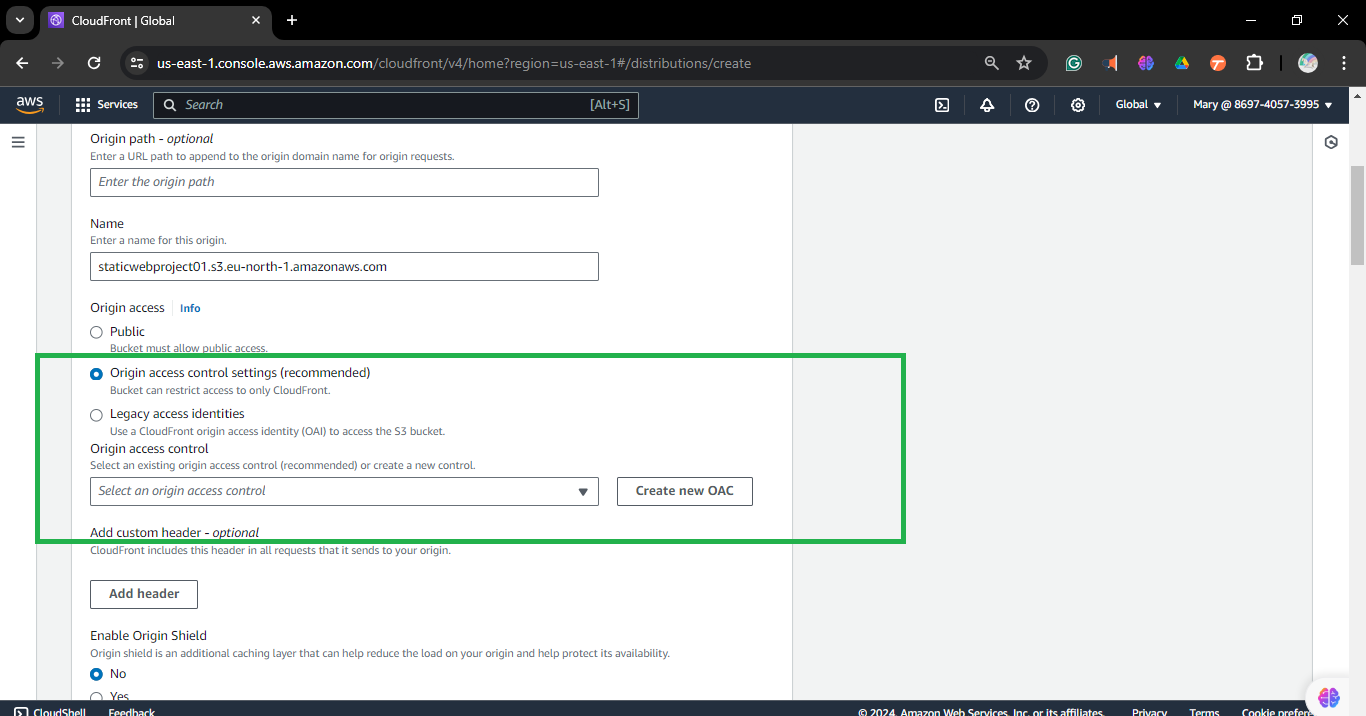 CloudFront | Global
us-east-1.console.aws.amazon.com/cloudfront/v4/home?region=us-east-1#/distributions/create
aws
Services
Search
[Alt+S]
Global
Mary @ 8697-4057-3995
Origin path - optional
Enter a URL path to append to the origin domain name for origin requests.
Enter the origin path
Name
Enter a name for this origin.
staticwebproject01.s3.eu-north-1.amazonaws.com
Origin access
Info
Public
Bucket must allow public access.
Origin access control settings (recommended)
Bucket can restrict access to only CloudFront.
Legacy access identities
Use a CloudFront origin access identity (OAI) to access the S3 bucket.
Origin access control
Select an existing origin access control (recommended) or create a new control.
Select an origin access control
Create new OAC
Add custom header - optional
CloudFront includes this header in all requests that it sends to your origin.
Add header
Enable Origin Shield
Origin shield is an additional caching layer that can help reduce the load on your origin and help protect its availability.
No
Yes
CloudShell
Feedback
© 2024, Amazon Web Services, Inc. or its affiliates.
Privacy
Terms
Cookie prefere